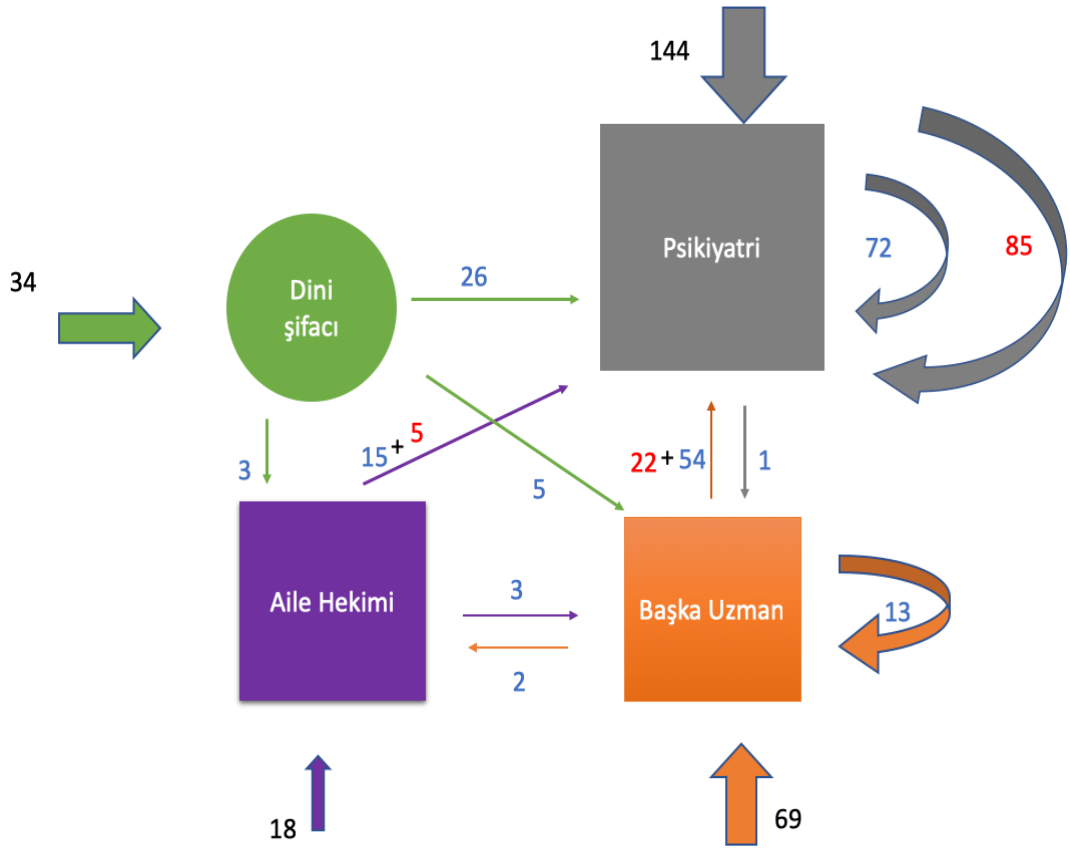 144
Psikiyatri
72
85
34
Dini
şifacı
26
15 + 5
3
5
22 + 54
1
Aile Hekimi
3
2
Başka Uzman
13
18
69